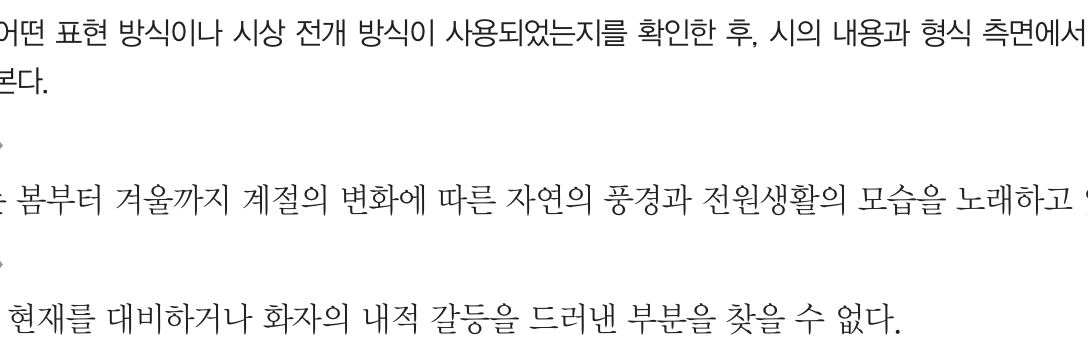 어떤 표현 방식이나 시상 전개 방식이 사용되었는지를 확인한 후, 시의 내용과 형식 측면에서
본다.
봄부터 겨울까지 계절의 변화에 따른 자연의 풍경과 전원생활의 모습을 노래하고
현재를 대비하거나 화자의 내적 갈등을 드러낸 부분을 찾을 수 없다.